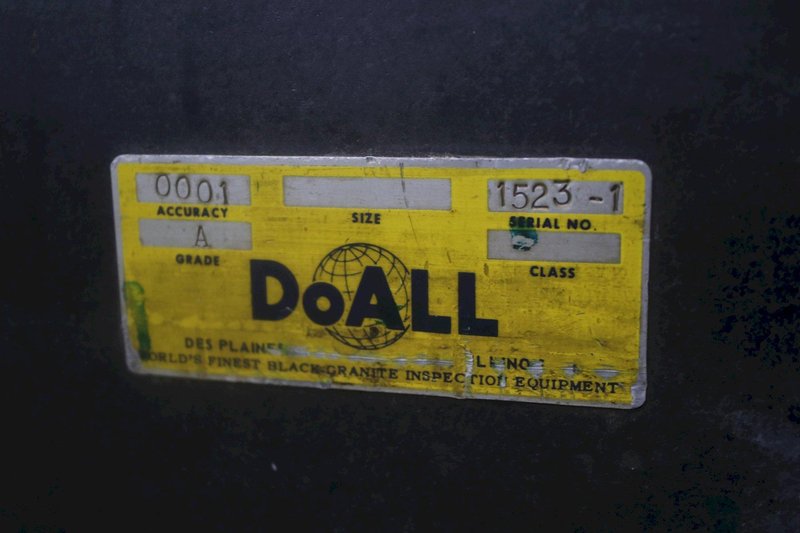 0001 1523-1
ACCURACY SIZE SERIAL NO.
A
GRADE CLASS
DoALL
DES PLAINES
WORLD'S FINEST BLACK GRANITE INSPECTION EQUIPMENT